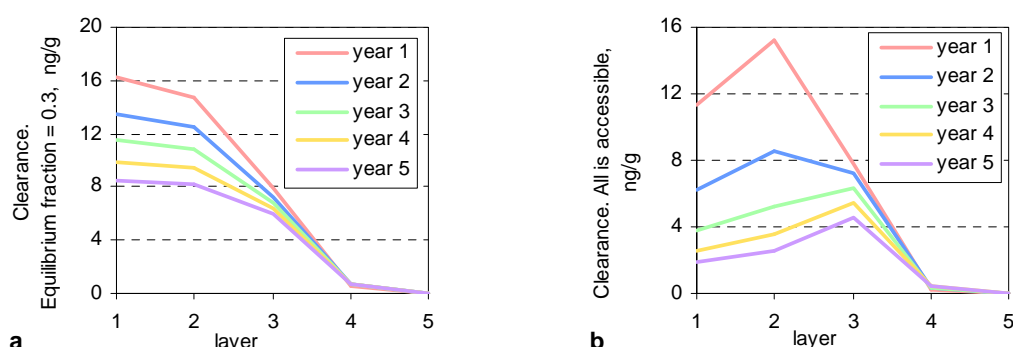 Clearance.
Equilibrium fraction = 0.3, ng/g
20
16
12
8
4
0
year 1
year 2
year 3
year 4
year 5
1 2 3 4 5
layer
a
Clearance. All is accessible,
ng/g
16
12
8
4
0
year 1
year 2
year 3
year 4
year 5
1 2 3 4 5
layer
b